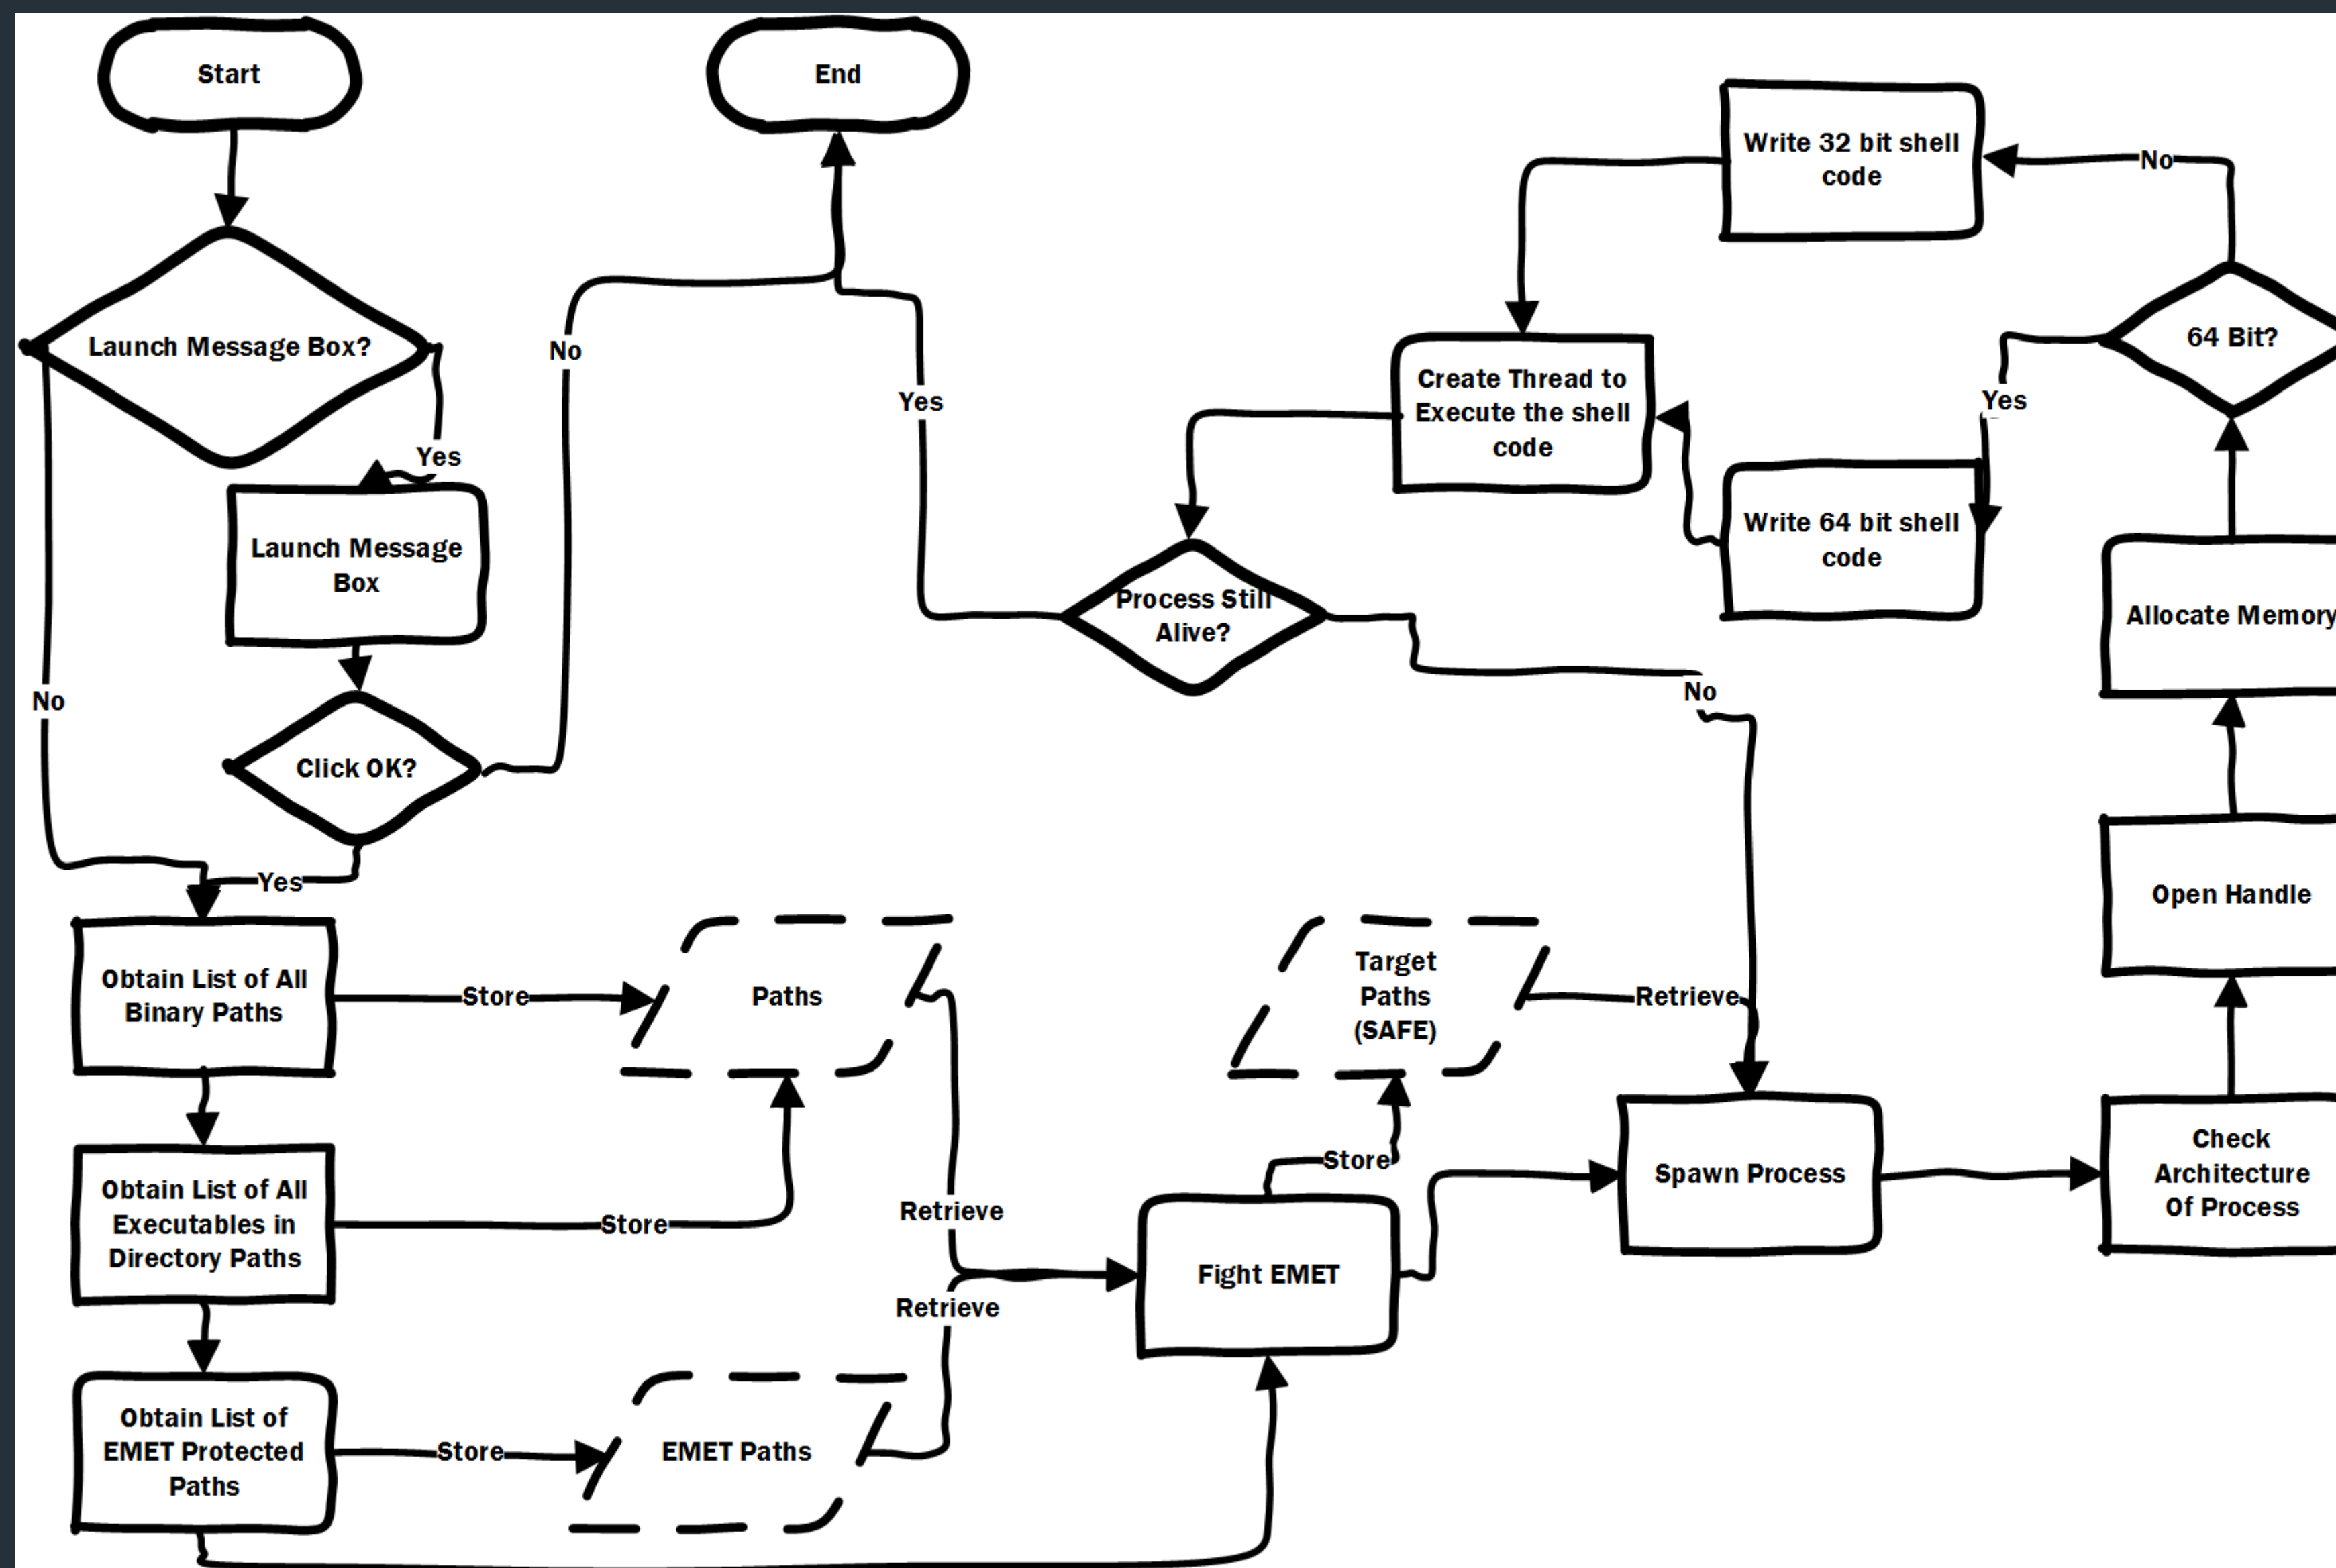 Start
End
Write 32 bit shell
code
No
Launch Message Box?
No
Yes
64 Bit?
Yes
Create Thread to
Execute the shell
code
Yes
Launch Message
Box
Write 64 bit shell
code
Process Still
Alive?
Allocate Memory
No
No
Click OK?
Yes
Open Handle
Obtain List of All
Binary Paths
Store
Paths
Target
Paths
(SAFE)
Retrieve
Obtain List of All
Executables in
Directory Paths
Store
Retrieve
Store
Spawn Process
Check
Architecture
Of Process
Fight EMET
Retrieve
Obtain List of
EMET Protected
Paths
Store
EMET Paths